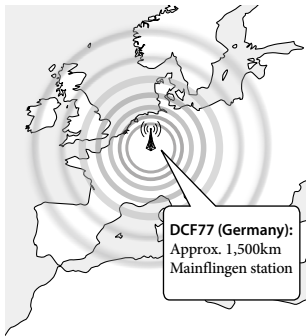 DCF77 (Germany):
Approx. 1,500km
Mainflingen station